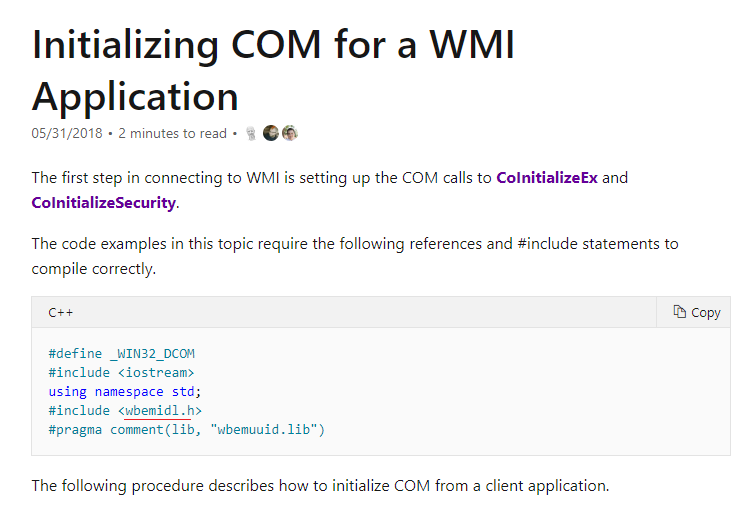 Initializing COM for a WMI
Application
05/31/2018 • 2 minutes to read •
The first step in connecting to WMI is setting up the COM calls to CoInitializeEx and
CoInitializeSecurity.
The code examples in this topic require the following references and #include statements to
compile correctly.
C++
Copy
#define _WIN32_DCOM
#include <iostream>
using namespace std;
#include <wbemidl.h>
#pragma comment(lib, "wbemuuid.lib")
The following procedure describes how to initialize COM from a client application.